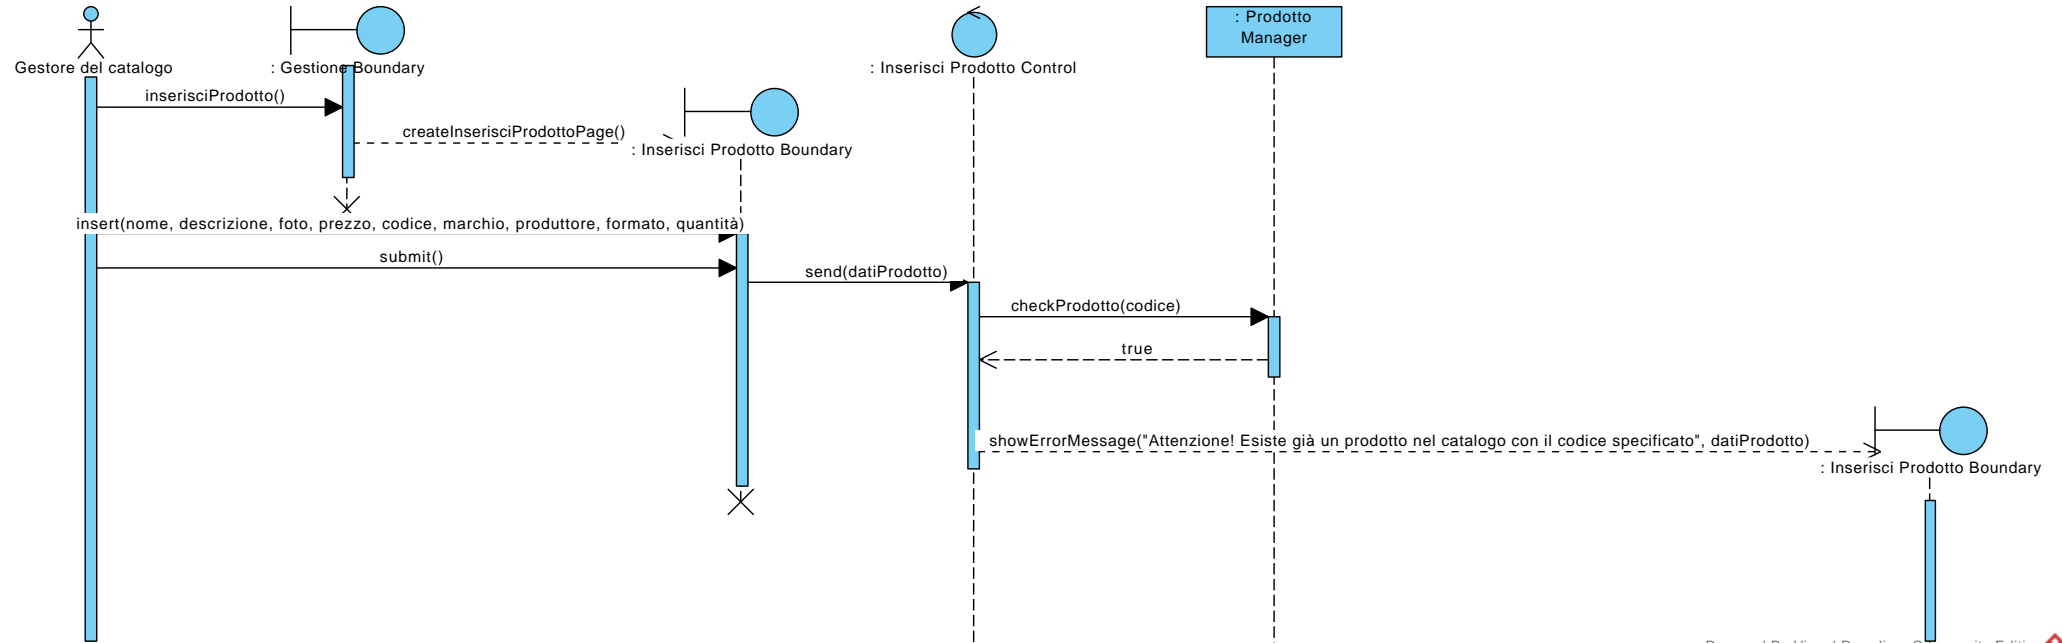 : Prodotto
Manager
Gestore del catalogo
: Gestione Boundary
: Inserisci Prodotto Control
inserisciProdotto()
createInserisciProdottoPage()
: Inserisci Prodotto Boundary
insert(nome, descrizione, foto, prezzo, codice, marchio, produttore, formato, quantità)
submit()
send(datiProdotto)
checkProdotto(codice)
true
showErrorMessage("Attenzione! Esiste già un prodotto nel catalogo con il codice specificato", datiProdotto)
: Inserisci Prodotto Boundary